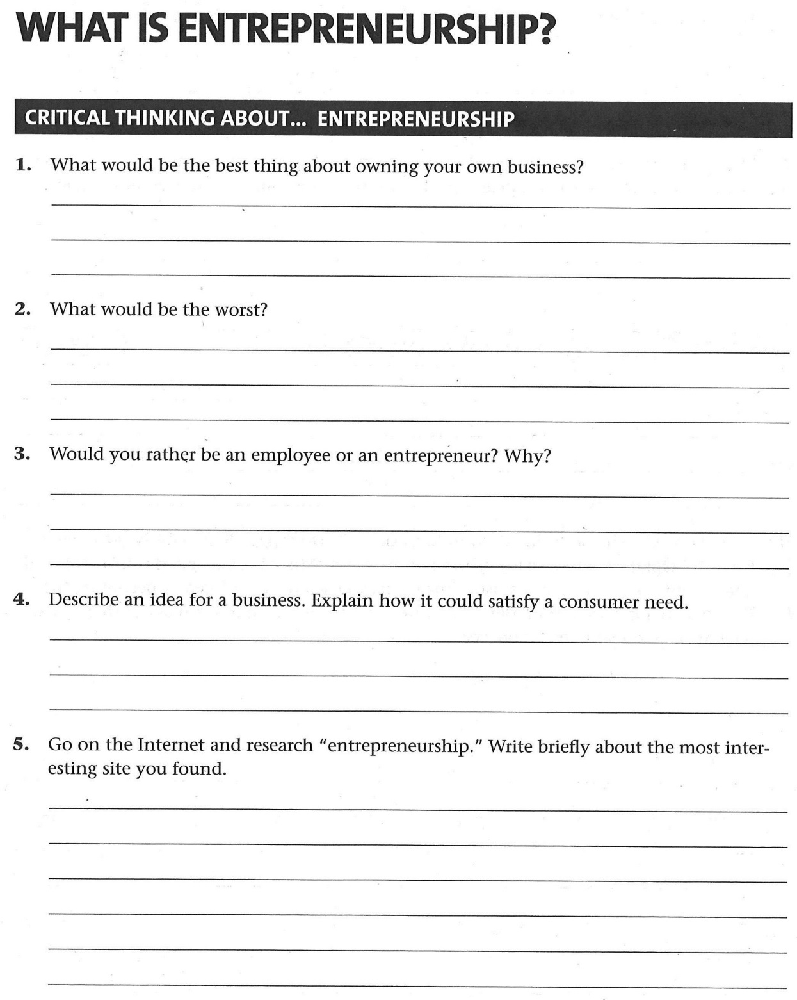 WHAT IS ENTREPRENEURSHIP?
CRITICAL THINKING ABOUT... ENTREPRENEURSHIP
1. What would be the best thing about owning your own business?
2. What would be the worst?
3. Would you rather be an employee or an entrepreneur? Why?
4. Describe an idea for a business. Explain how it could satisfy a consumer need.
5. Go on the Internet and research “entrepreneurship.” Write briefly about the most inter-
esting site you found.